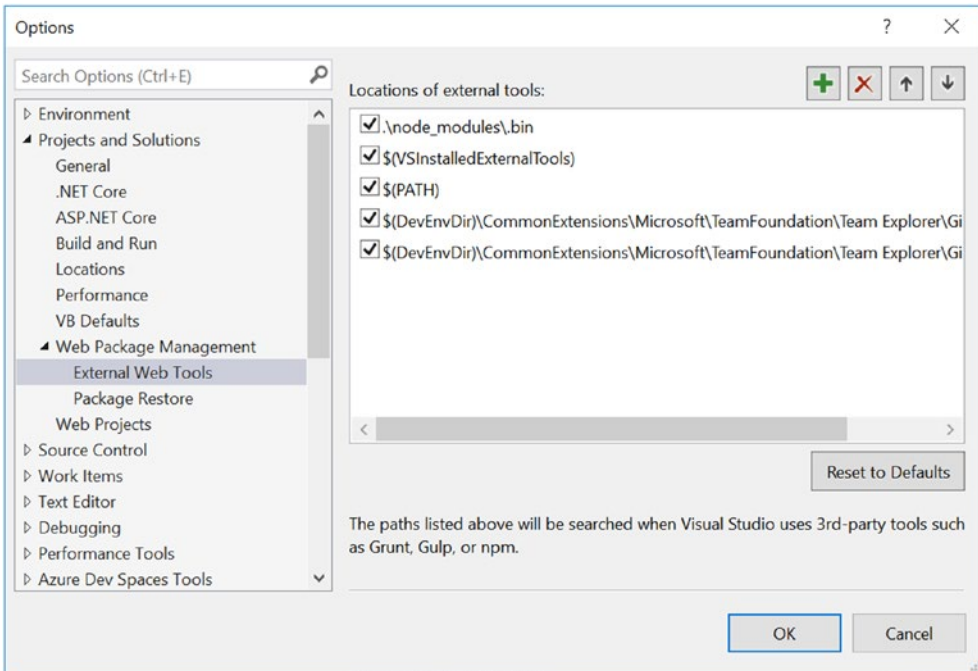 Options
?
Search Options (Ctrl+E)
Environment
Projects and Solutions
General
.NET Core
ASP.NET Core
Build and Run
Locations
Performance
VB Defaults
Web Package Management
External Web Tools
Package Restore
Web Projects
Source Control
Work Items
Text Editor
Debugging
Performance Tools
Azure Dev Spaces Tools
Locations of external tools:
.\node_modules\.bin
$(VSInstalledExternalTools)
$(PATH)
$(DevEnvDir)\CommonExtensions\Microsoft\TeamFoundation\Team Explorer\Gi
$(DevEnvDir)\CommonExtensions\Microsoft\TeamFoundation\Team Explorer\Gi
Reset to Defaults
The paths listed above will be searched when Visual Studio uses 3rd-party tools such
as Grunt, Gulp, or npm.
OK
Cancel